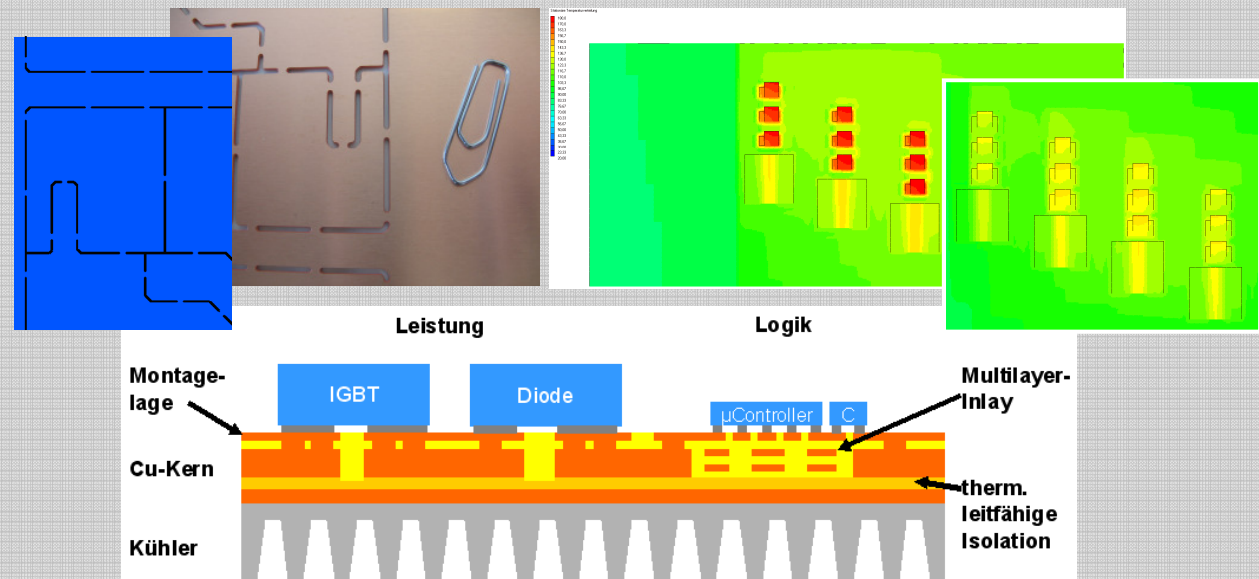 Leistung
Logik
Montage-
lage
IGBT
Diode
µController
C
Multilayer-
Inlay
Cu-Kern
therm.
leitfähige
Isolation
Kühler